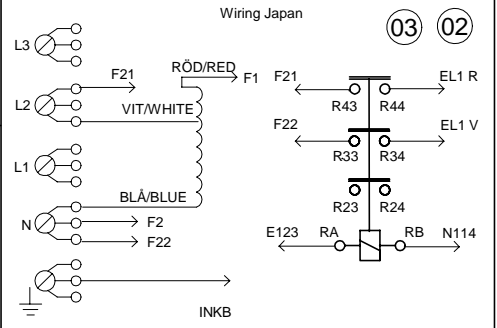 Wiring Japan
03 02
L3
RÖD/RED F1
F21
L2
VIT/WHITE
L1
BLÅ/BLUE
N
F2
F22
INKB
F21 EL1 R
R43 R44
F22 EL1 V
R33 R34
R23 R24
E123 RA RB N114